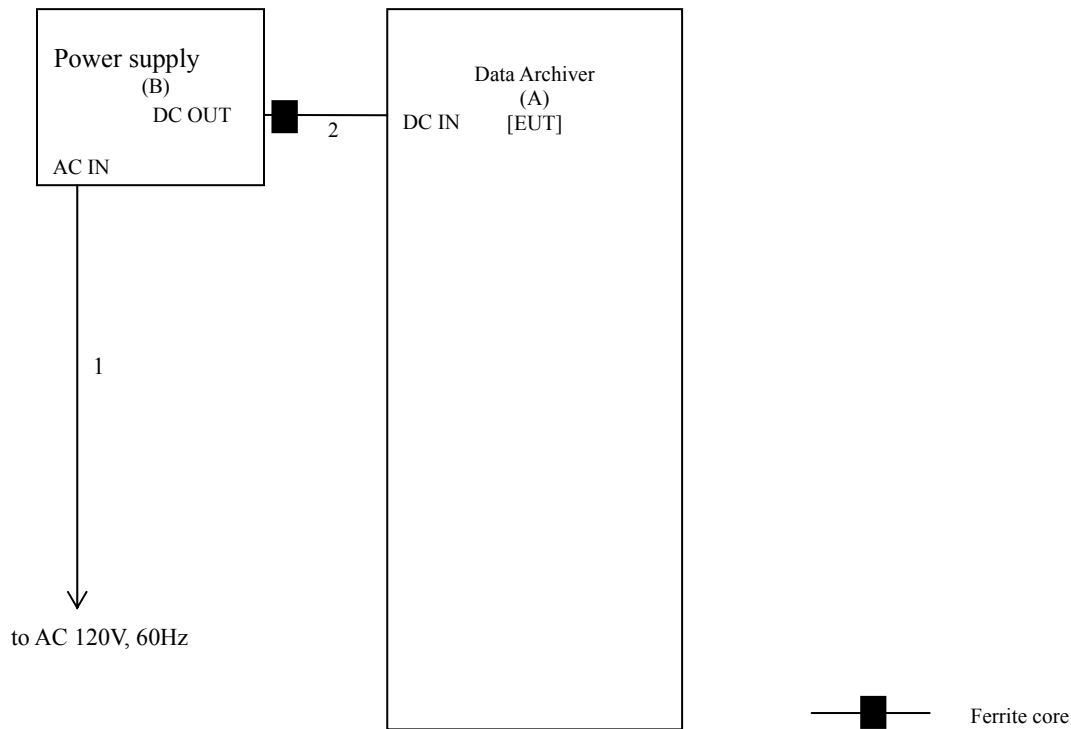 Power supply
(B)
DC OUT
AC IN
2
Data Archiver
(A)
[EUT]
DC IN
1
to AC 120V, 60Hz
Ferrite core